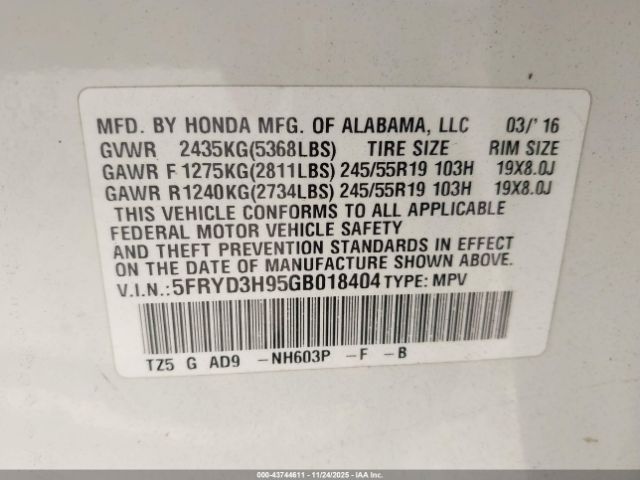 MFD. BY HONDA MFG. OF ALABAMA, LLC 03/'16
GVWR 2435KG(5368LBS) TIRE SIZE RIM SIZE
GAWR F 1275KG(2811LBS) 245/55R19 103H 19X8.0J
GAWR R 1240KG(2734LBS) 245/55R19 103H 19X8.0J
THIS VEHICLE CONFORMS TO ALL APPLICABLE
FEDERAL MOTOR VEHICLE SAFETY
AND THEFT PREVENTION STANDARDS IN EFFECT
ON THE DATE OF MANUFACTURE SHOWN ABOVE.
V.I.N.: 5FRYD3H95GB018404 TYPE: MPV
TZ5 G AD9 -NH603P -F -B
000-43744611 - 11/24/2025 - IAAI.COM